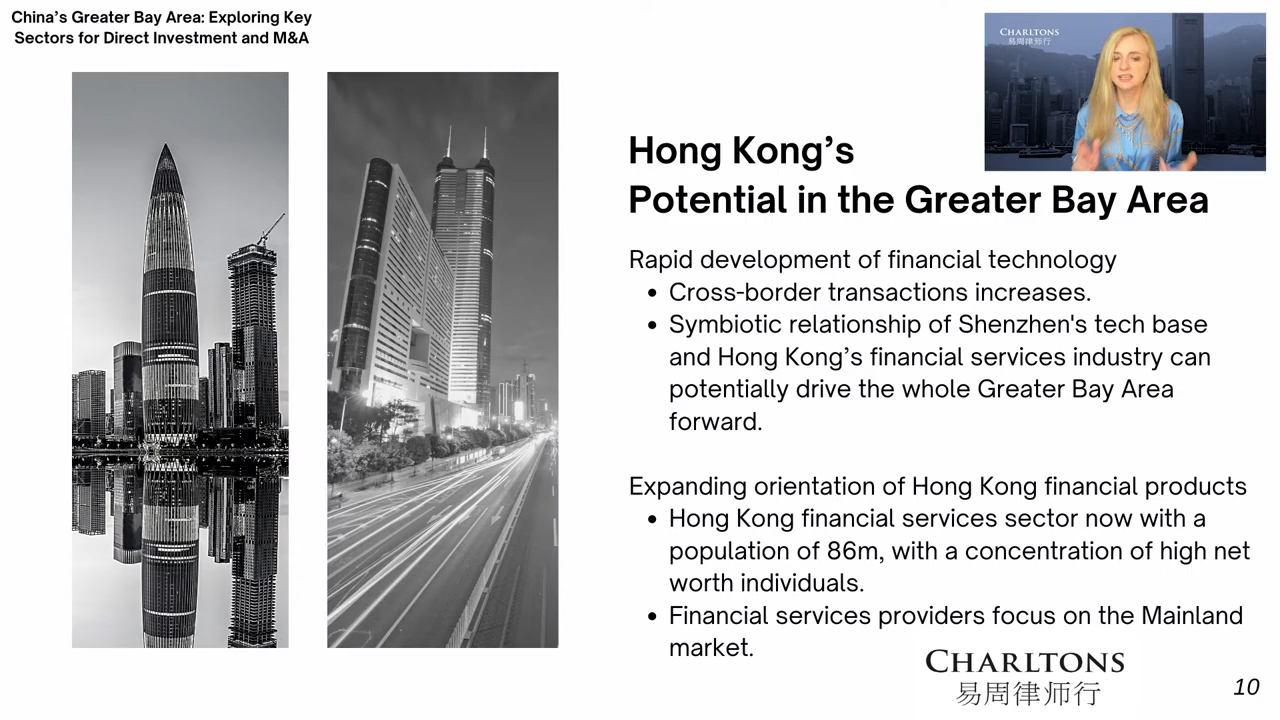 China’s Greater Bay Area: Exploring Key
Sectors for Direct Investment and M&A
CHARLTONS
易周律师行
Hong Kong’s
Potential in the Greater Bay Area
Rapid development of financial technology
• Cross-border transactions increases.
• Symbiotic relationship of Shenzhen's tech base
and Hong Kong’s financial services industry can
potentially drive the whole Greater Bay Area
forward.
Expanding orientation of Hong Kong financial products
• Hong Kong financial services sector now with a
population of 86m, with a concentration of high net
worth individuals.
• Financial services providers focus on the Mainland
market.
CHARLTONS
易周律师行
10